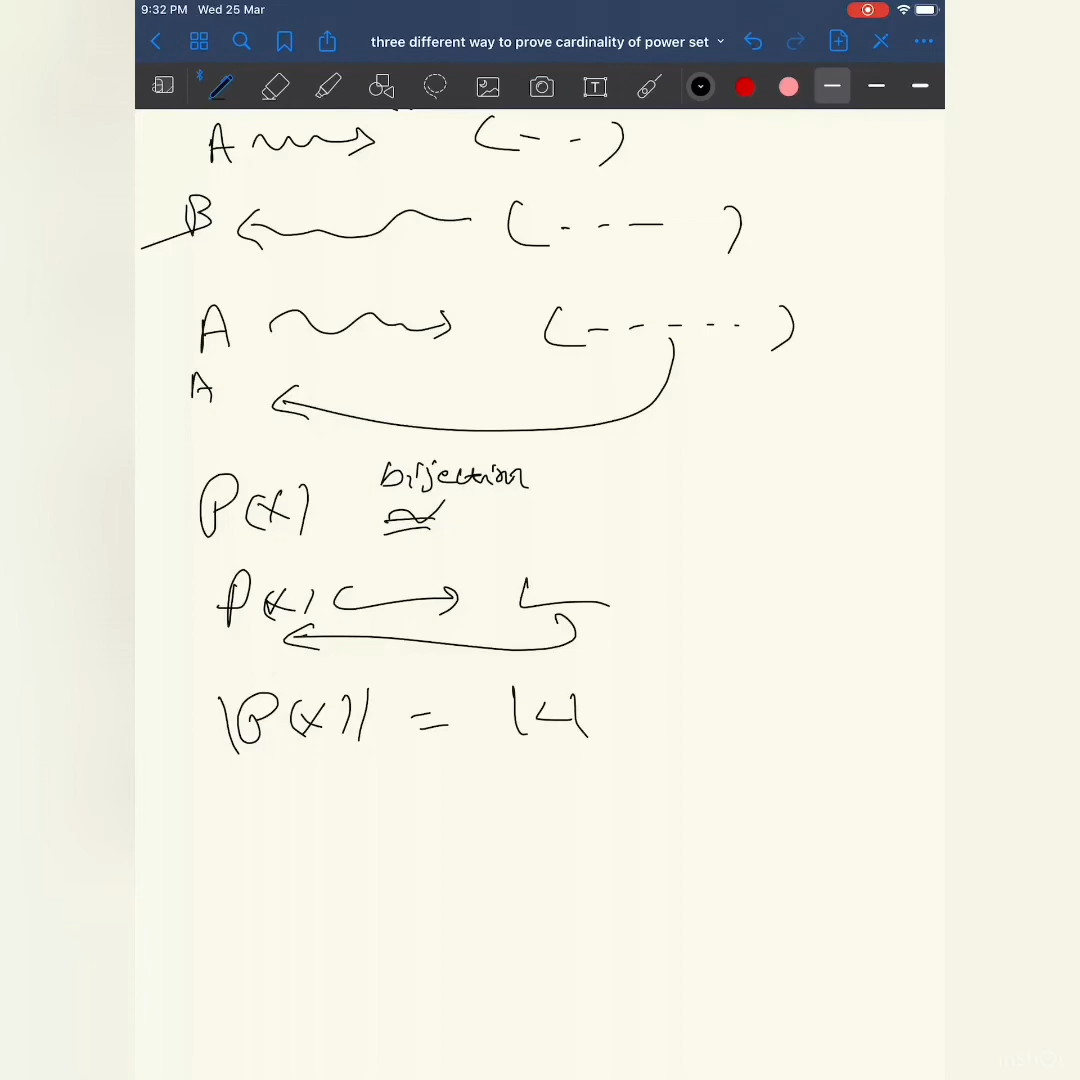 9:32 PM Wed 25 Mar
three different way to prove cardinality of power set
T
A ( - - )
B ( - - - )
A ( - - - - - )
A
bijection
P(x) ≅
P(x)
|P(x)| =